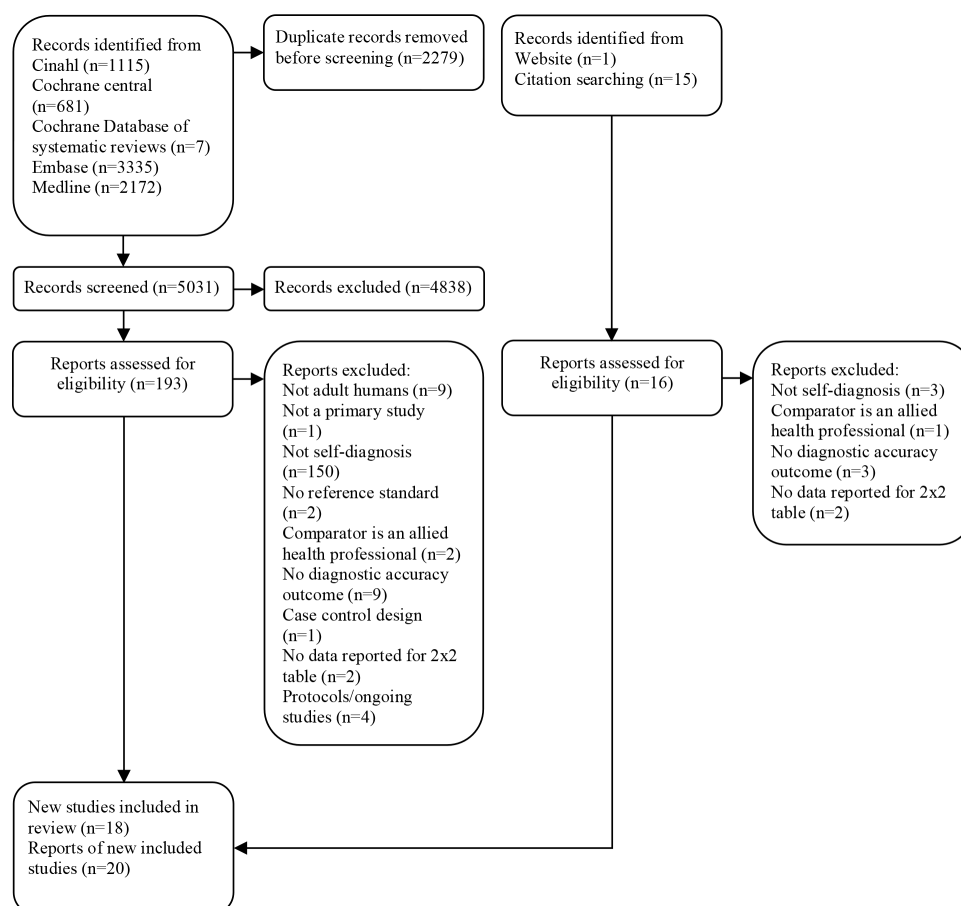 Records identified from
Cinahl (n=1115)
Cochrane central
(n=681)
Cochrane Database of
systematic reviews (n=7)
Embase (n=3335)
Medline (n=2172)
Duplicate records removed
before screening (n=2279)
Records identified from
Website (n=1)
Citation searching (n=15)
Records screened (n=5031)
Records excluded (n=4838)
Reports assessed for
eligibility (n=193)
Reports excluded:
Not adult humans (n=9)
Not a primary study
(n=1)
Not self-diagnosis
(n=150)
No reference standard
(n=2)
Comparator is an allied
health professional (n=2)
No diagnostic accuracy
outcome (n=9)
Case control design
(n=1)
No data reported for 2x2
table (n=2)
Protocols/ongoing
studies (n=4)
Reports assessed for
eligibility (n=16)
Reports excluded:
Not self-diagnosis (n=3)
Comparator is an allied
health professional (n=1)
No diagnostic accuracy
outcome (n=3)
No data reported for 2x2
table (n=2)
New studies included in
review (n=18)
Reports of new included
studies (n=20)